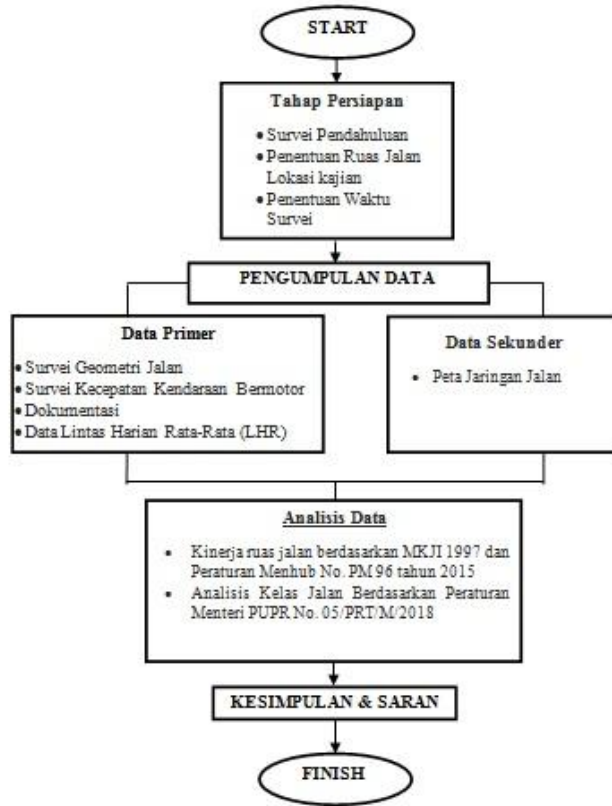 START
Tahap Persiapan
• Survei Pendahuluan
• Penentuan Ruas Jalan
Lokasi kajian
• Penentuan Waktu
Survei
PENGUMPULAN DATA
Data Primer
• Survei Geometri Jalan
• Survei Kecepatan Kendaraan Bermotor
• Dokumentasi
• Data Lintas Harian Rata-Rata (LHR)
Data Sekunder
• Peta Jaringan Jalan
Analisis Data
• Kinerja ruas jalan berdasarkan MKJI 1997 dan
Peraturan Menhub No. PM 96 tahun 2015
• Analisis Kelas Jalan Berdasarkan Peraturan
Menteri PUPR No. 05/PRT/M/2018
KESIMPULAN & SARAN
FINISH